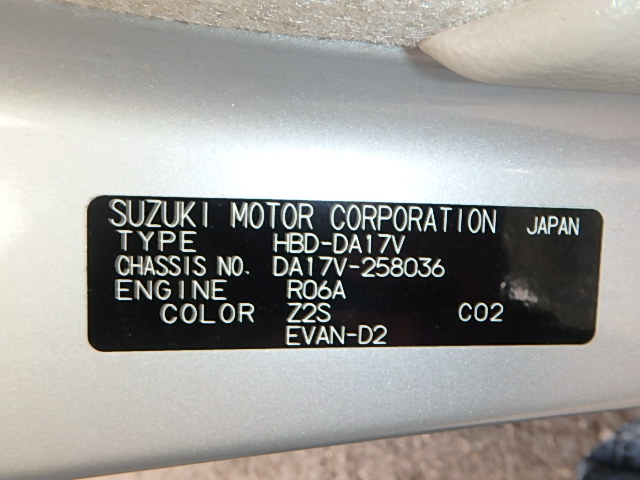 SUZUKI MOTOR CORPORATION JAPAN
TYPE HBD-DA17V
CHASSIS NO. DA17V-258036
ENGINE R06A
COLOR Z2S C02
EVAN-D2